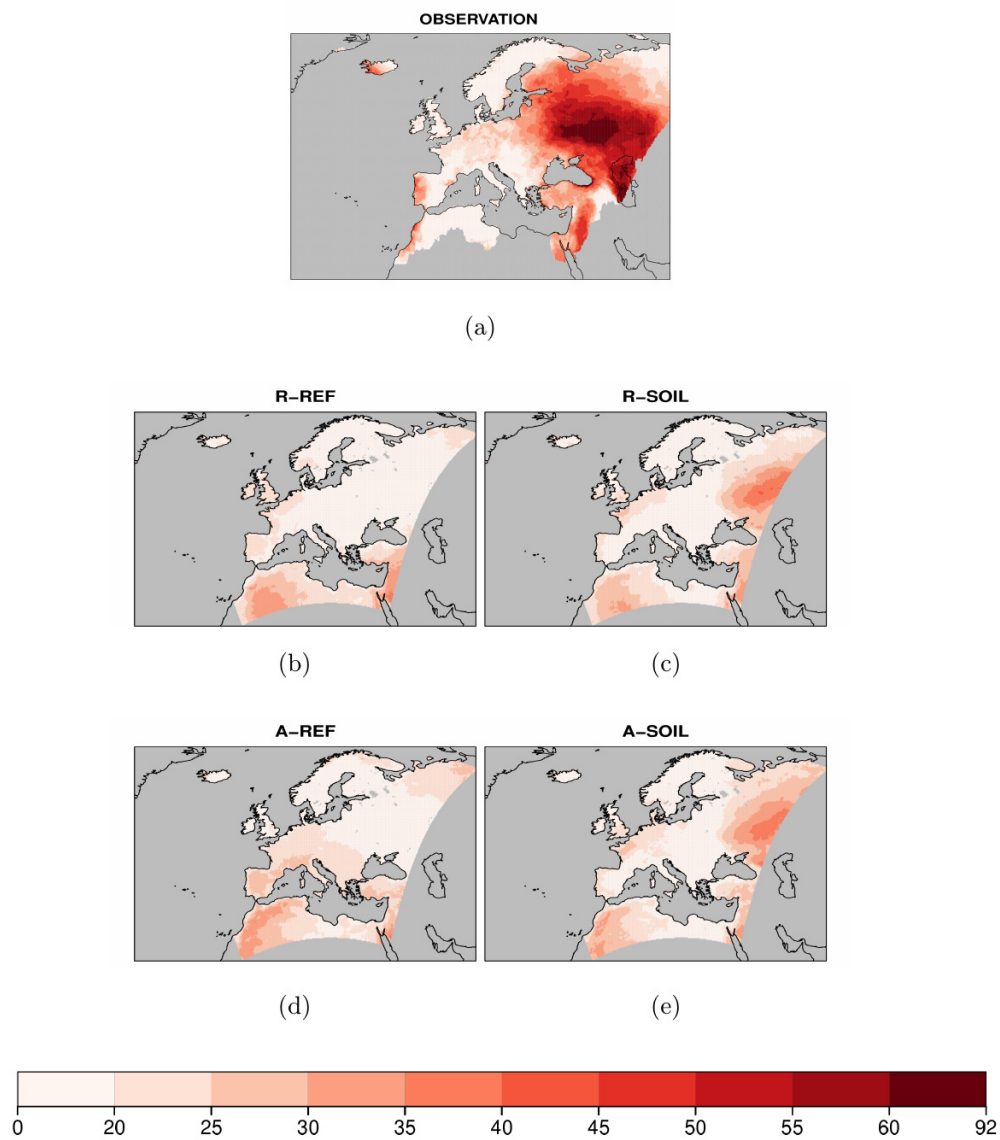 OBSERVATION
(a)
R−REF R−SOIL
(b) (c)
A−REF A−SOIL
(d) (e)
0 20 25 30 35 40 45 50 55 60 92